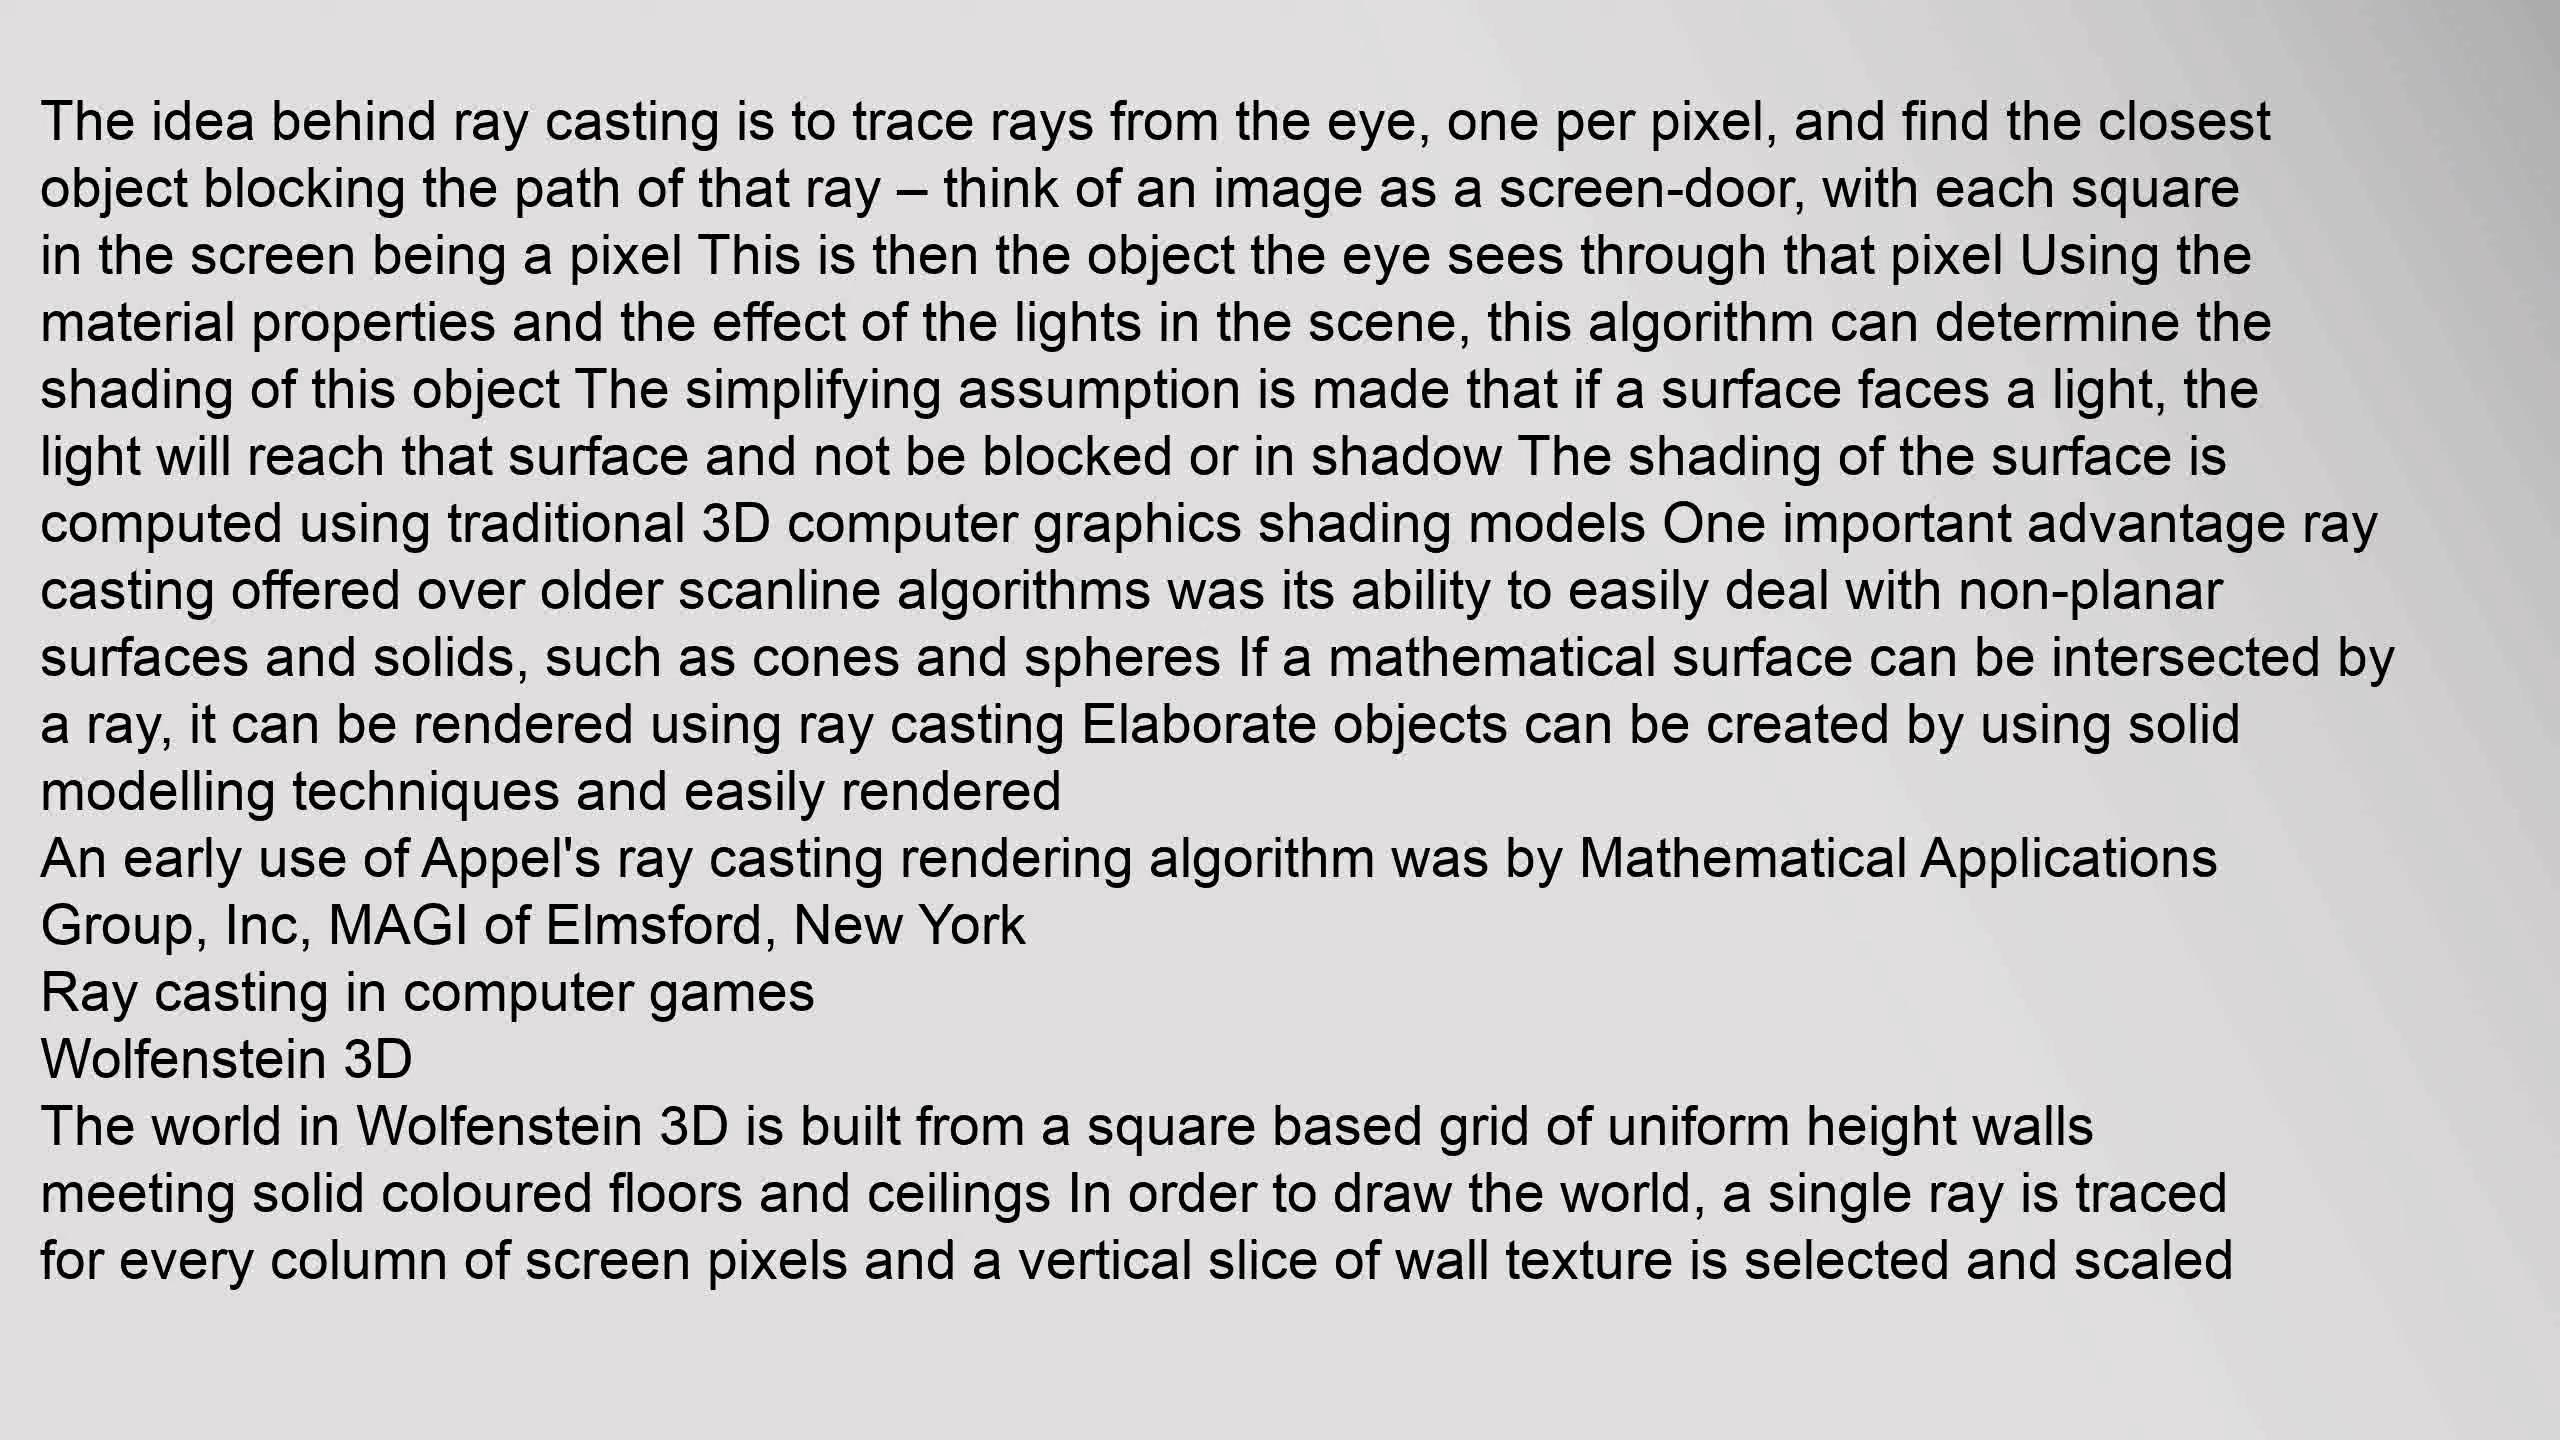 The idea behind ray casting is to trace rays from the eye, one per pixel, and find the closest
object blocking the path of that ray – think of an image as a screen-door, with each square
in the screen being a pixel This is then the object the eye sees through that pixel Using the
material properties and the effect of the lights in the scene, this algorithm can determine the
shading of this object The simplifying assumption is made that if a surface faces a light, the
light will reach that surface and not be blocked or in shadow The shading of the surface is
computed using traditional 3D computer graphics shading models One important advantage ray
casting offered over older scanline algorithms was its ability to easily deal with non-planar
surfaces and solids, such as cones and spheres If a mathematical surface can be intersected by
a ray, it can be rendered using ray casting Elaborate objects can be created by using solid
modelling techniques and easily rendered
An early use of Appel's ray casting rendering algorithm was by Mathematical Applications
Group, Inc, MAGI of Elmsford, New York
Ray casting in computer games
Wolfenstein 3D
The world in Wolfenstein 3D is built from a square based grid of uniform height walls
meeting solid coloured floors and ceilings In order to draw the world, a single ray is traced
for every column of screen pixels and a vertical slice of wall texture is selected and scaled